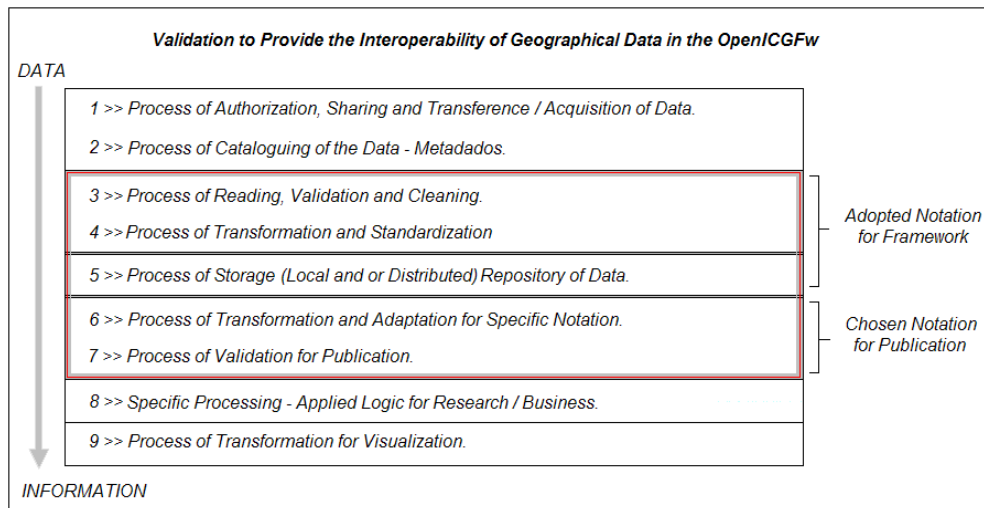 Validation to Provide the Interoperability of Geographical Data in the OpenICGFw
DATA
1 >> Process of Authorization, Sharing and Transference / Acquisition of Data.
2 >> Process of Cataloguing of the Data - Metadados.
3 >> Process of Reading, Validation and Cleaning.
4 >> Process of Transformation and Standardization
Adopted Notation
for Framework
5 >> Process of Storage (Local and or Distributed) Repository of Data.
6 >> Process of Transformation and Adaptation for Specific Notation.
7 >> Process of Validation for Publication.
Chosen Notation
for Publication
8 >> Specific Processing - Applied Logic for Research / Business.
9 >> Process of Transformation for Visualization.
INFORMATION